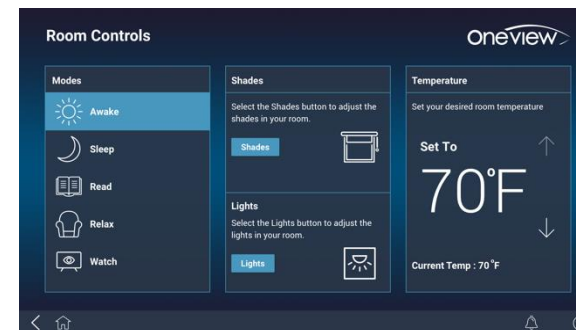 Room Controls
Oneview
Modes
Awake
Sleep
Read
Relax
Watch
Shades
Select the Shades button to adjust the
shades in your room.
Shades
Lights
Select the Lights button to adjust the
lights in your room.
Lights
Temperature
Set your desired room temperature
Set To
70°F
Current Temp : 70 °F